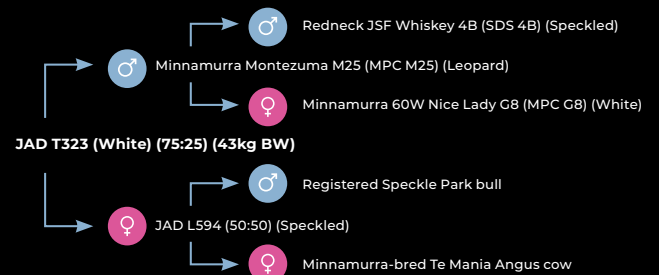 Redneck JSF Whiskey 4B (SDS 4B) (Speckled)
Minnamurra Montezuma M25 (MPC M25) (Leopard)
Minnamurra 60W Nice Lady G8 (MPC G8) (White)
JAD T323 (White) (75:25) (43kg BW)
Registered Speckle Park bull
JAD L594 (50:50) (Speckled)
Minnamurra-bred Te Mania Angus cow